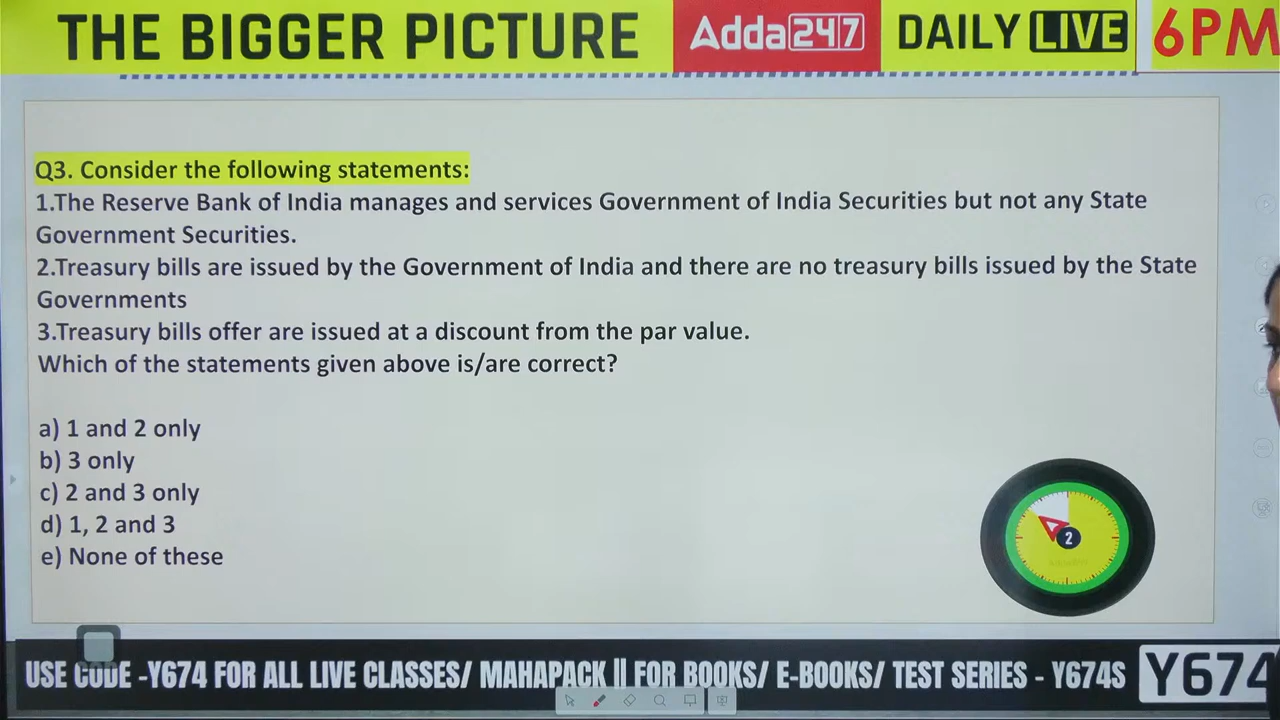 THE BIGGER PICTURE
Adda247
DAILY LIVE
6PM
Q3. Consider the following statements:
1.The Reserve Bank of India manages and services Government of India Securities but not any State
Government Securities.
2.Treasury bills are issued by the Government of India and there are no treasury bills issued by the State
Governments
3.Treasury bills offer are issued at a discount from the par value.
Which of the statements given above is/are correct?
a) 1 and 2 only
b) 3 only
c) 2 and 3 only
d) 1, 2 and 3
e) None of these
2
USE CODE -Y674 FOR ALL LIVE CLASSES/ MAHAPACK || FOR BOOKS/ E-BOOKS/ TEST SERIES - Y674S
Y674